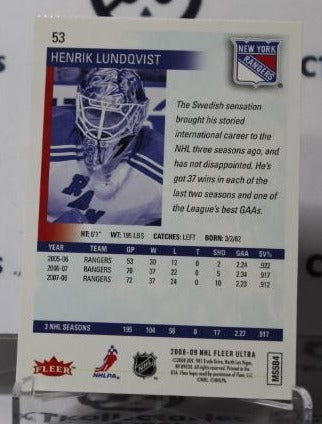 53
HENRIK LUNDQVIST
NEW YORK
RANGERS
The Swedish sensation
brought his storied
international career to the
NHL three seasons ago, and
has not disappointed. He's
got 37 wins in each of the
last two seasons and one
of the League's best GAAs.
RAN
HT: 6'1" WT: 195 LBS CATCHES: LEFT BORN: 3/2/82
YEAR TEAM GP W L T SHO GAA SV%
2005-06 RANGERS 53 30 12 0 2 2.24 .922
2006-07 RANGERS 70 37 22 0 5 2.34 .917
2007-08 RANGERS 72 37 24 0 10 2.23 .912
3 NHL SEASONS 195 104 58 0 17 2.27 .917
FLEER
NHLPA
NHL
2008-09 NHL FLEER ULTRA
MSSB4